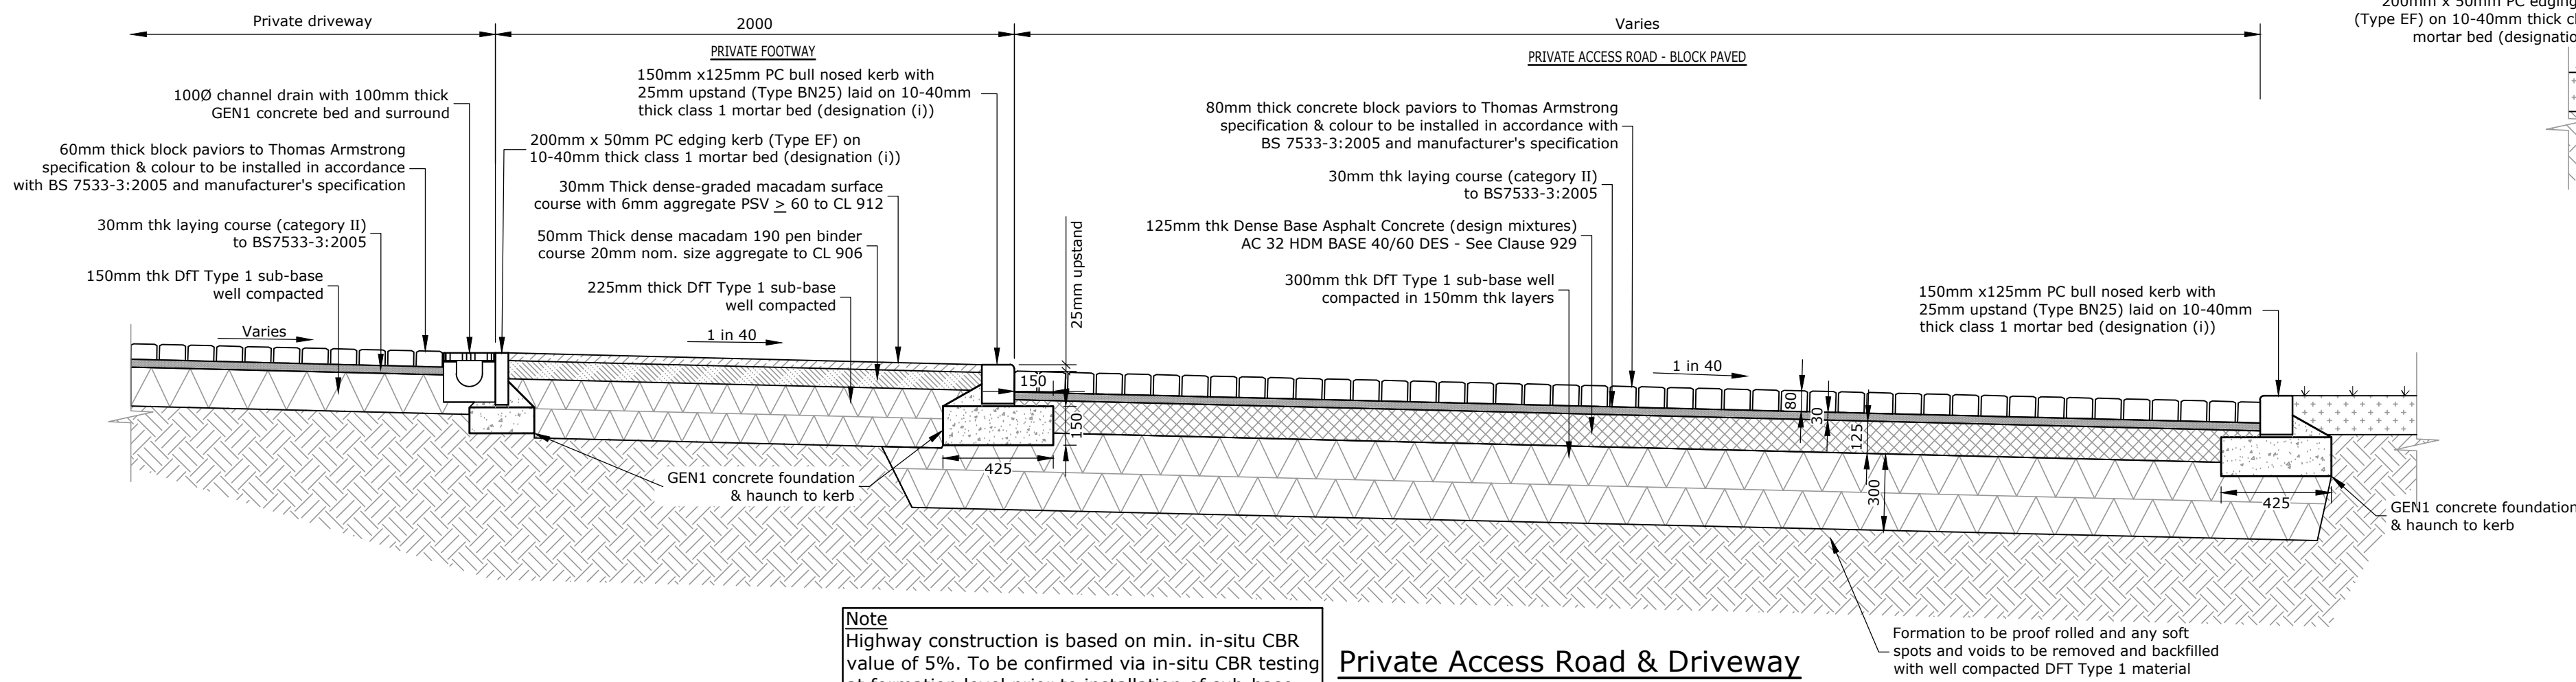 Private driveway
2000
Varies
PRIVATE FOOTWAY
PRIVATE ACCESS ROAD - BLOCK PAVED
200mm x 50mm PC edging
(Type EF) on 10-40mm thick
mortar bed
100Ø channel drain with 100mm thick
GEN1 concrete bed and surround
60mm thick block paviors to Thomas Armstrong
specification & colour to be installed in accordance
with BS 7533-3:2005 and manufacturer's specification
30mm thk laying course (category II)
to BS7533-3:2005
150mm thk DfT Type 1 sub-base
well compacted
Varies
150mm x125mm PC bull nosed kerb with
25mm upstand (Type BN25) laid on 10-40mm
thick class 1 mortar bed (designation (i))
200mm x 50mm PC edging kerb (Type EF) on
10-40mm thick class 1 mortar bed (designation (i))
30mm Thick dense-graded macadam surface
course with 6mm aggregate PSV ≥ 60 to CL 912
50mm Thick dense macadam 190 pen binder
course 20mm nom. size aggregate to CL 906
225mm thick DfT Type 1 sub-base
well compacted
1 in 40
25mm upstand
150
150
425
GEN1 concrete foundation
& haunch to kerb
80mm thick concrete block paviors to Thomas Armstrong
specification & colour to be installed in accordance with
BS 7533-3:2005 and manufacturer's specification
30mm thk laying course (category II)
to BS7533-3:2005
125mm thk Dense Base Asphalt Concrete (design mixtures)
AC 32 HDM BASE 40/60 DES - See Clause 929
300mm thk DfT Type 1 sub-base well
compacted in 150mm thk layers
1 in 40
80
30
125
300
150mm x125mm PC bull nosed kerb with
25mm upstand (Type BN25) laid on 10-40mm
thick class 1 mortar bed (designation (i))
425
GEN1 concrete foundation
& haunch to kerb
Formation to be proof rolled and any soft
spots and voids to be removed and backfilled
with well compacted DFT Type 1 material
Note
Highway construction is based on min. in-situ CBR
value of 5%. To be confirmed via in-situ CBR testing
at formation level prior to installation of sub-base
Private Access Road & Driveway